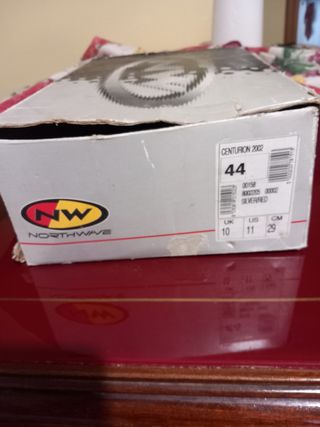 CENTURION 2002
44
00158
SILVER/RED
UK US CM
10 11 29
NW
NORTHWAVE